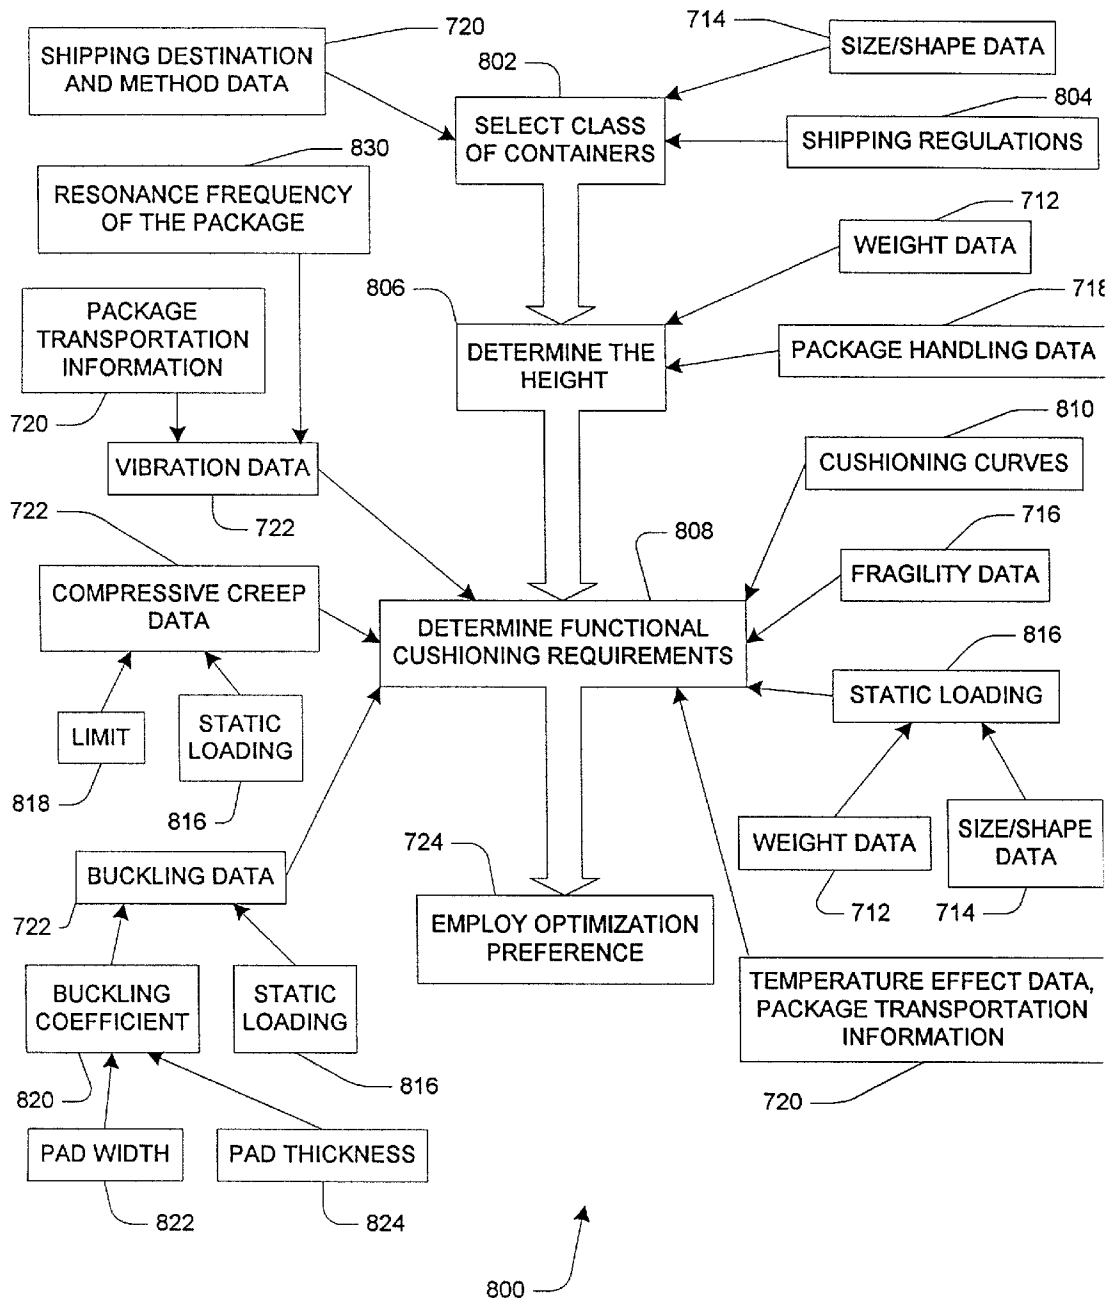 720
SHIPPING DESTINATION
AND METHOD DATA
714
SIZE/SHAPE DATA
802
SELECT CLASS
OF CONTAINERS
804
SHIPPING REGULATIONS
830
RESONANCE FREQUENCY
OF THE PACKAGE
712
WEIGHT DATA
806
DETERMINE THE
HEIGHT
718
PACKAGE HANDLING DATA
PACKAGE
TRANSPORTATION
INFORMATION
720
810
CUSHIONING CURVES
VIBRATION DATA
722
722
COMPRESSIVE CREEP
DATA
808
DETERMINE FUNCTIONAL
CUSHIONING REQUIREMENTS
716
FRAGILITY DATA
816
STATIC LOADING
LIMIT
818
STATIC
LOADING
816
WEIGHT DATA
712
SIZE/SHAPE
DATA
714
BUCKLING DATA
722
724
EMPLOY OPTIMIZATION
PREFERENCE
BUCKLING
COEFFICIENT
820
STATIC
LOADING
816
TEMPERATURE EFFECT DATA,
PACKAGE TRANSPORTATION
INFORMATION
720
PAD WIDTH
822
PAD THICKNESS
824
800